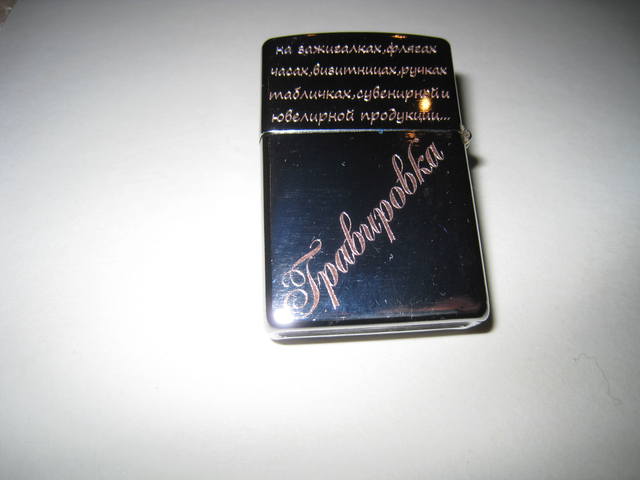 на зажигалках,флягах
часах,визитницах,ручках
табличках,сувенирной и
ювелирной продукции...
Гравировка